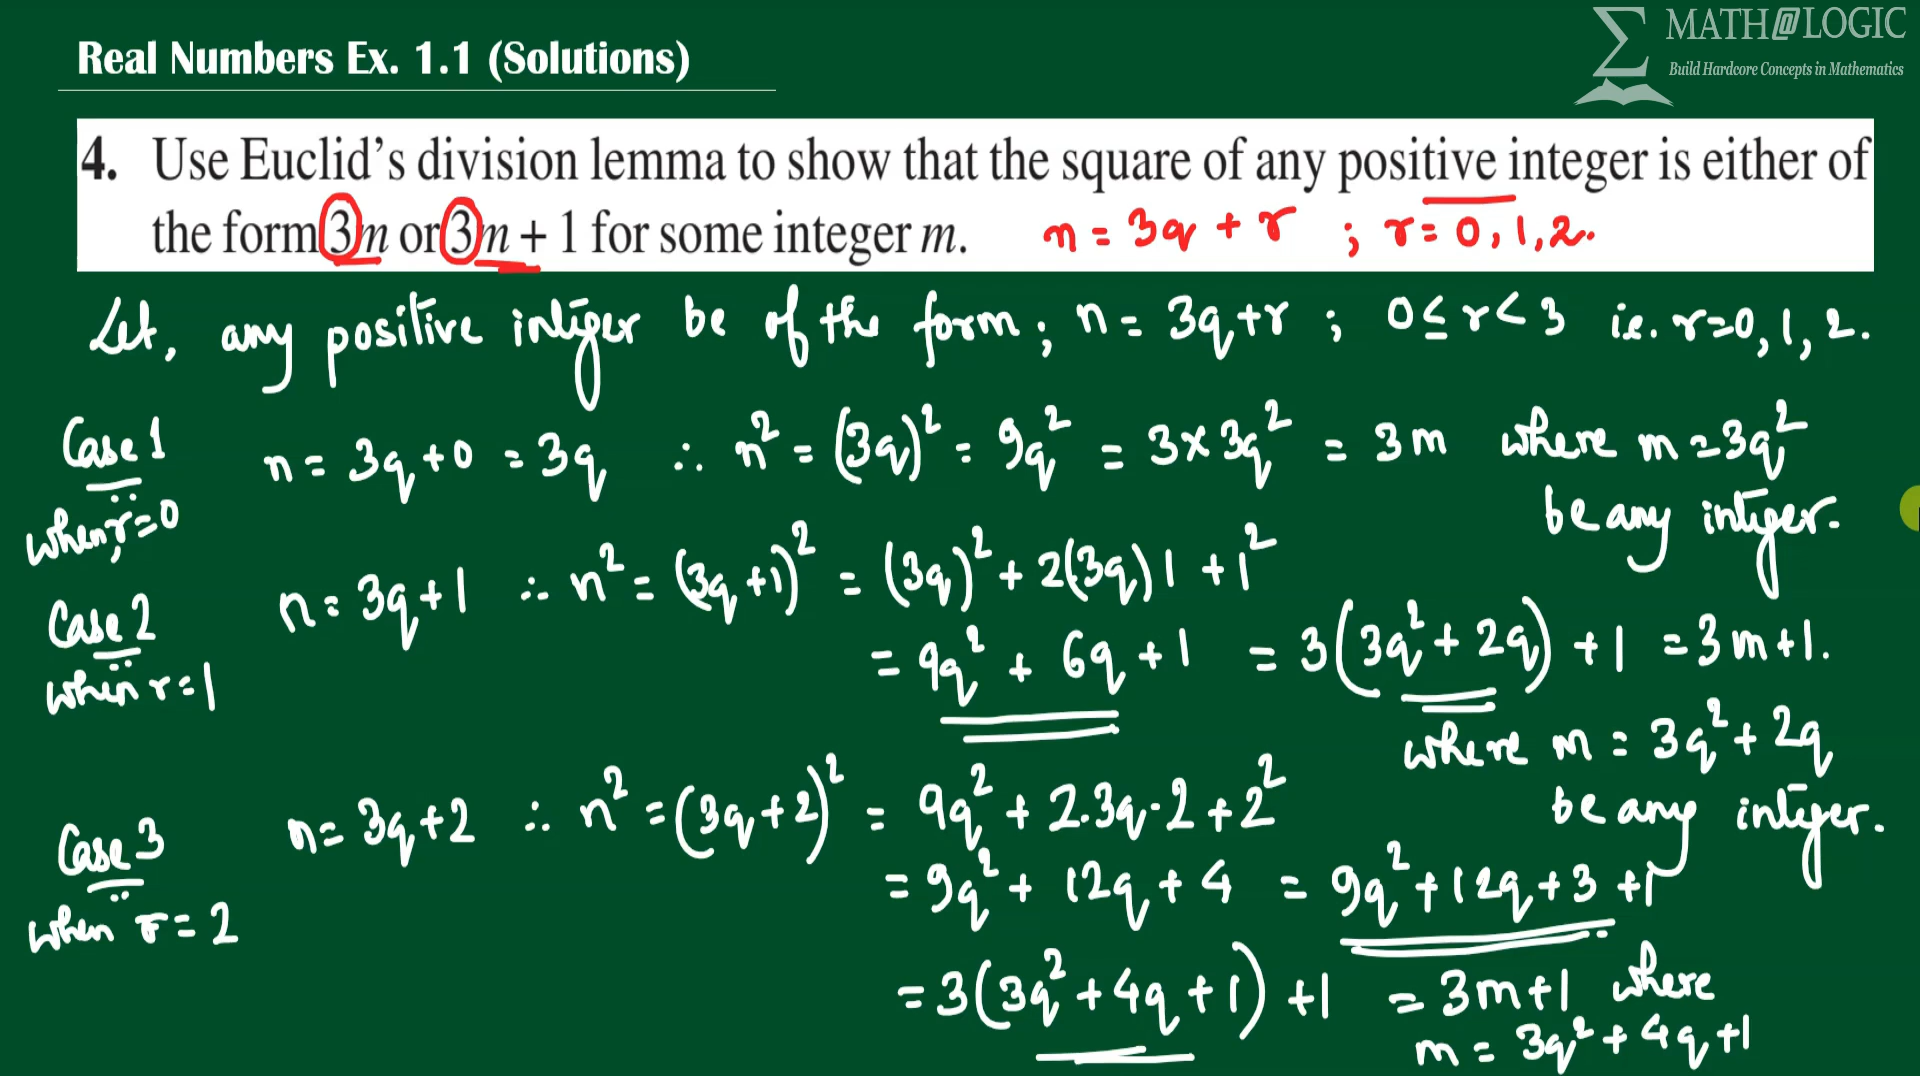 Real Numbers Ex. 1.1 (Solutions)
MATH@LOGIC
Build Hardcore Concepts in Mathematics
4. Use Euclid's division lemma to show that the square of any positive integer is either of
the form 3m or 3m + 1 for some integer m. n = 3q + r ; r = 0, 1, 2.
Let, any positive integer be of the form; n = 3q+r ; 0 ≤ r < 3 i.e. r=0, 1, 2.
Case 1 n = 3q+0 = 3q ∴ n² = (3q)² = 9q² = 3×3q² = 3m where m=3q²
when, r=0 be any integer.
Case 2 n = 3q+1 ∴ n² = (3q+1)² = (3q)² + 2(3q)1 + 1²
when r=1 = 9q² + 6q + 1 = 3(3q² + 2q) + 1 = 3m+1.
where m = 3q² + 2q
be any integer.
Case 3 n = 3q+2 ∴ n² = (3q+2)² = 9q² + 2.3q.2 + 2²
when r = 2 = 9q² + 12q + 4 = 9q² + 12q + 3 + 1
= 3(3q² + 4q + 1) + 1 = 3m+1 where
m = 3q² + 4q + 1